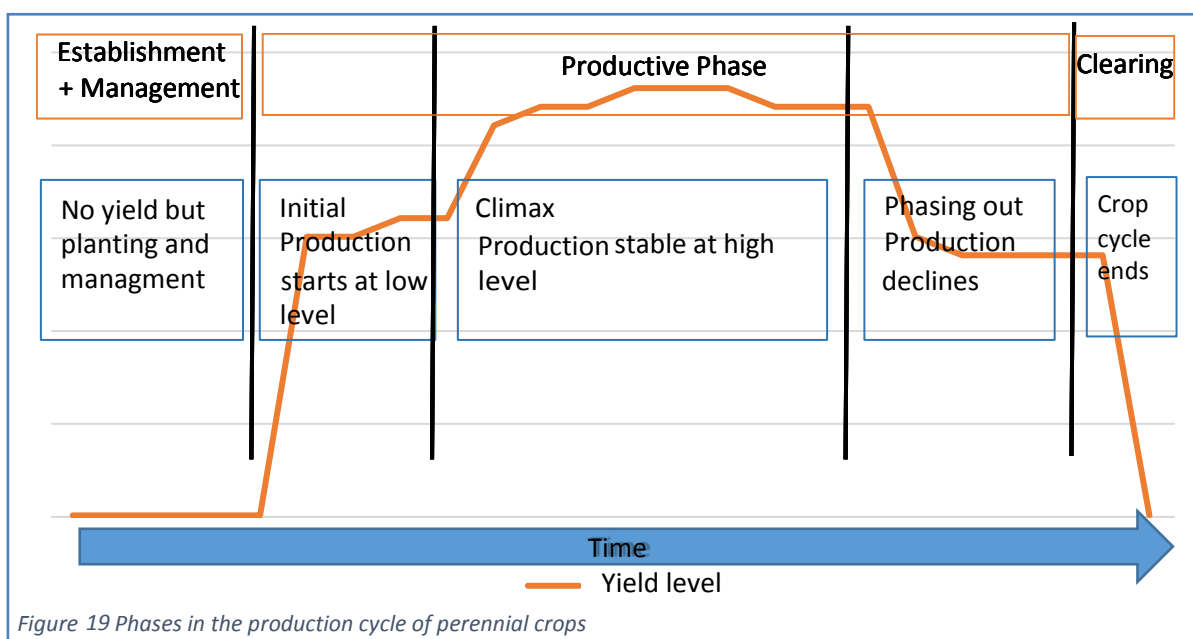 Establishment
+ Management
Productive Phase
Clearing
No yield but
planting and
managment
Initial
Production
starts at low
level
Climax
Production stable at high
level
Phasing out
Production
declines
Crop
cycle
ends
Time
Yield level
Figure 19 Phases in the production cycle of perennial crops